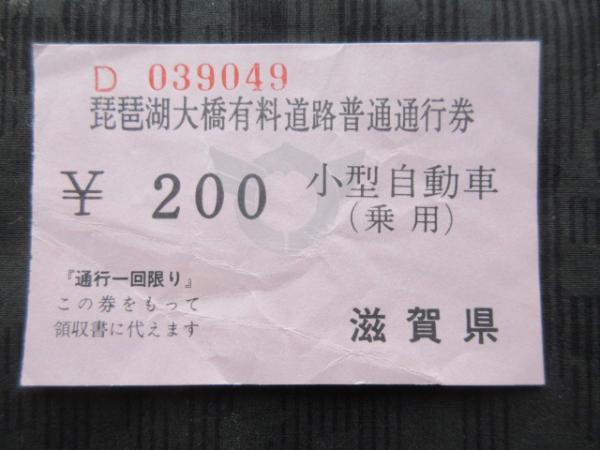 D 039049
琵琶湖大橋有料道路普通通行券
¥ 200 小型自動車
(乗用)
『通行一回限り』
この券をもって
領収書に代えます
滋賀県